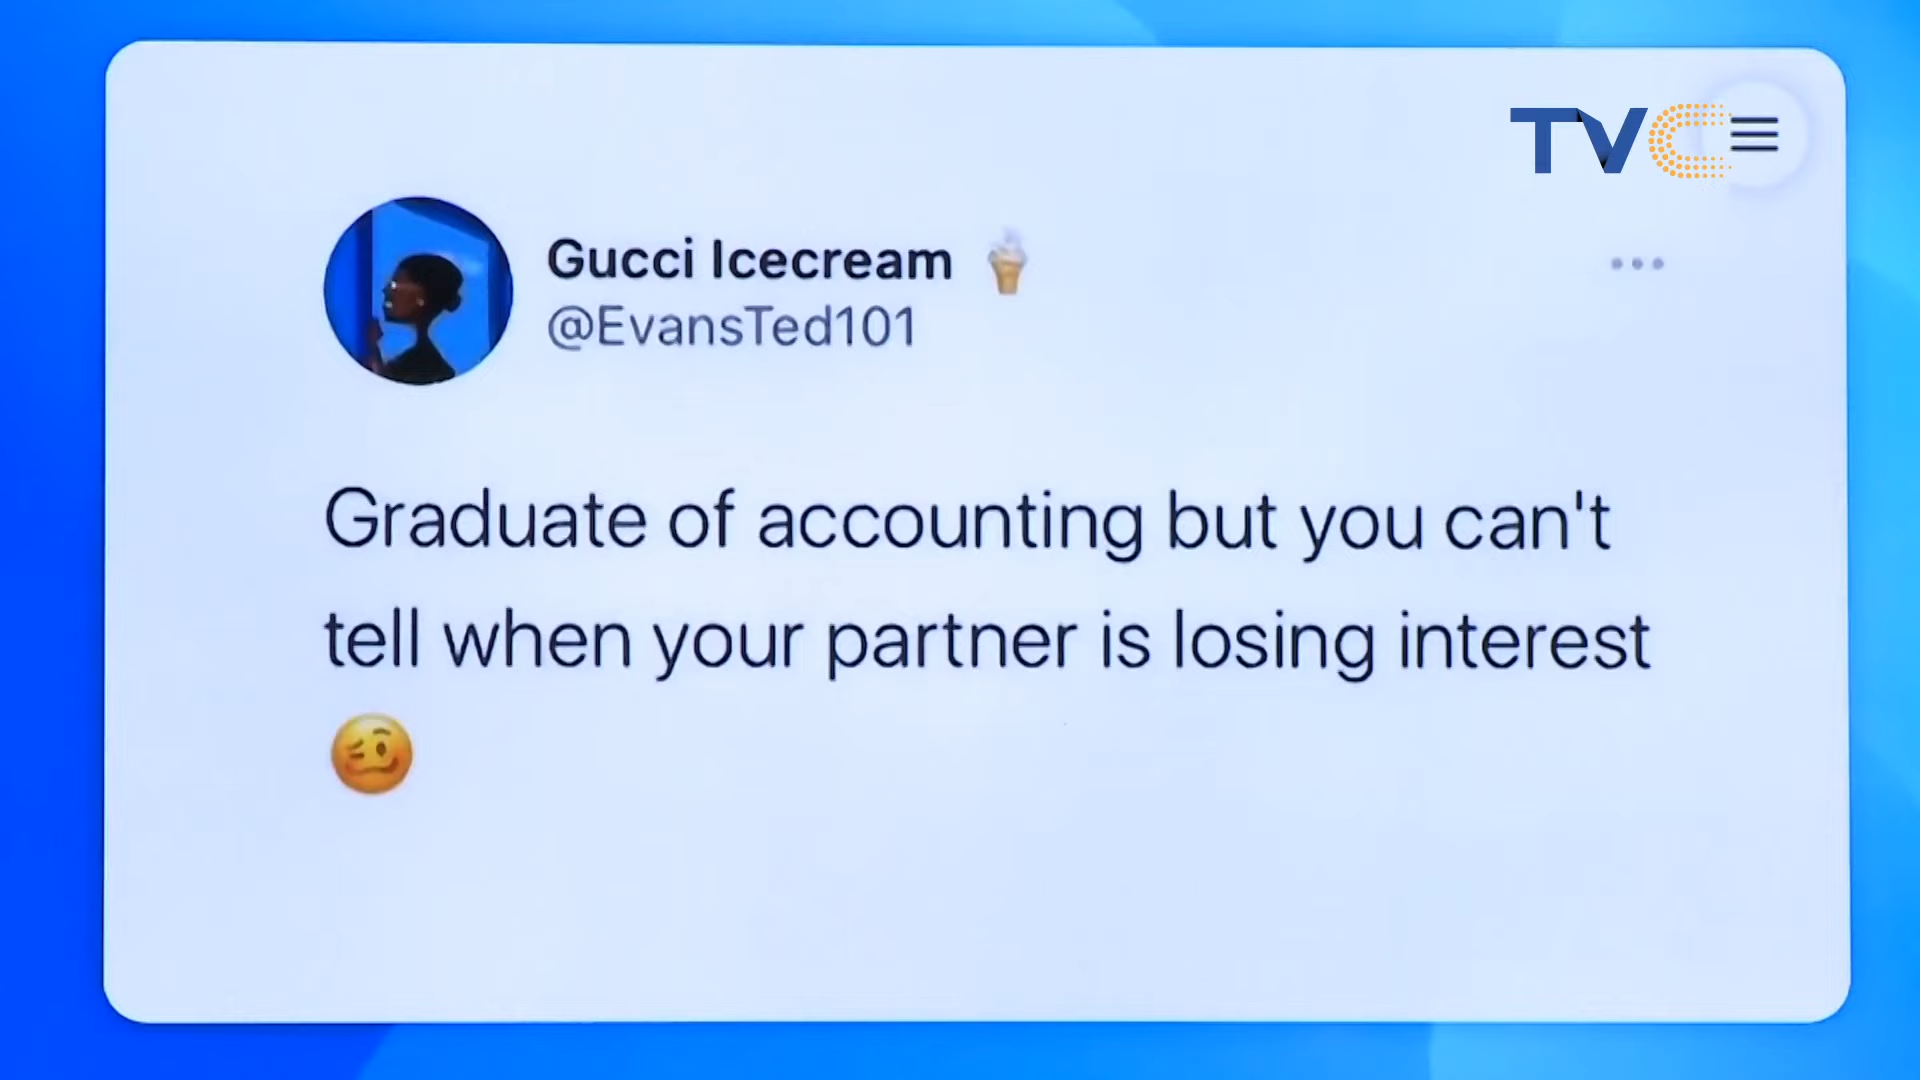 TVC
Gucci Icecream 🍦
@EvansTed101
Graduate of accounting but you can't
tell when your partner is losing interest
🥴